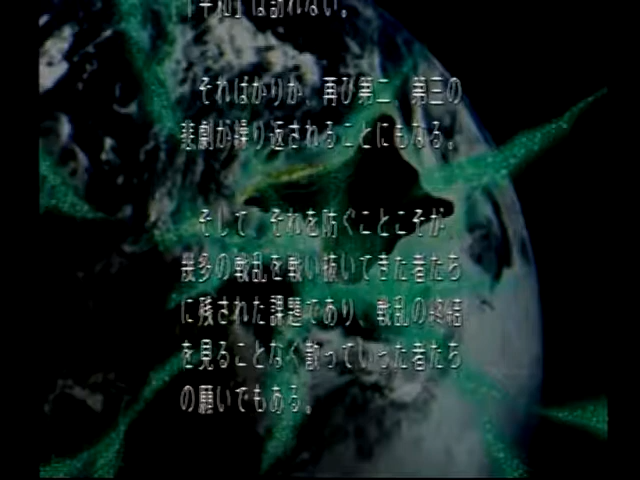 「平和」は訪れない。
そればかりか、再び第二、第三の
悲劇が繰り返されることにもなる。
そして、それを防ぐことこそが
幾多の戦乱を戦い抜いてきた者たち
に残された課題であり、戦乱の終結
を見ることなく散っていった者たち
の願いでもある。